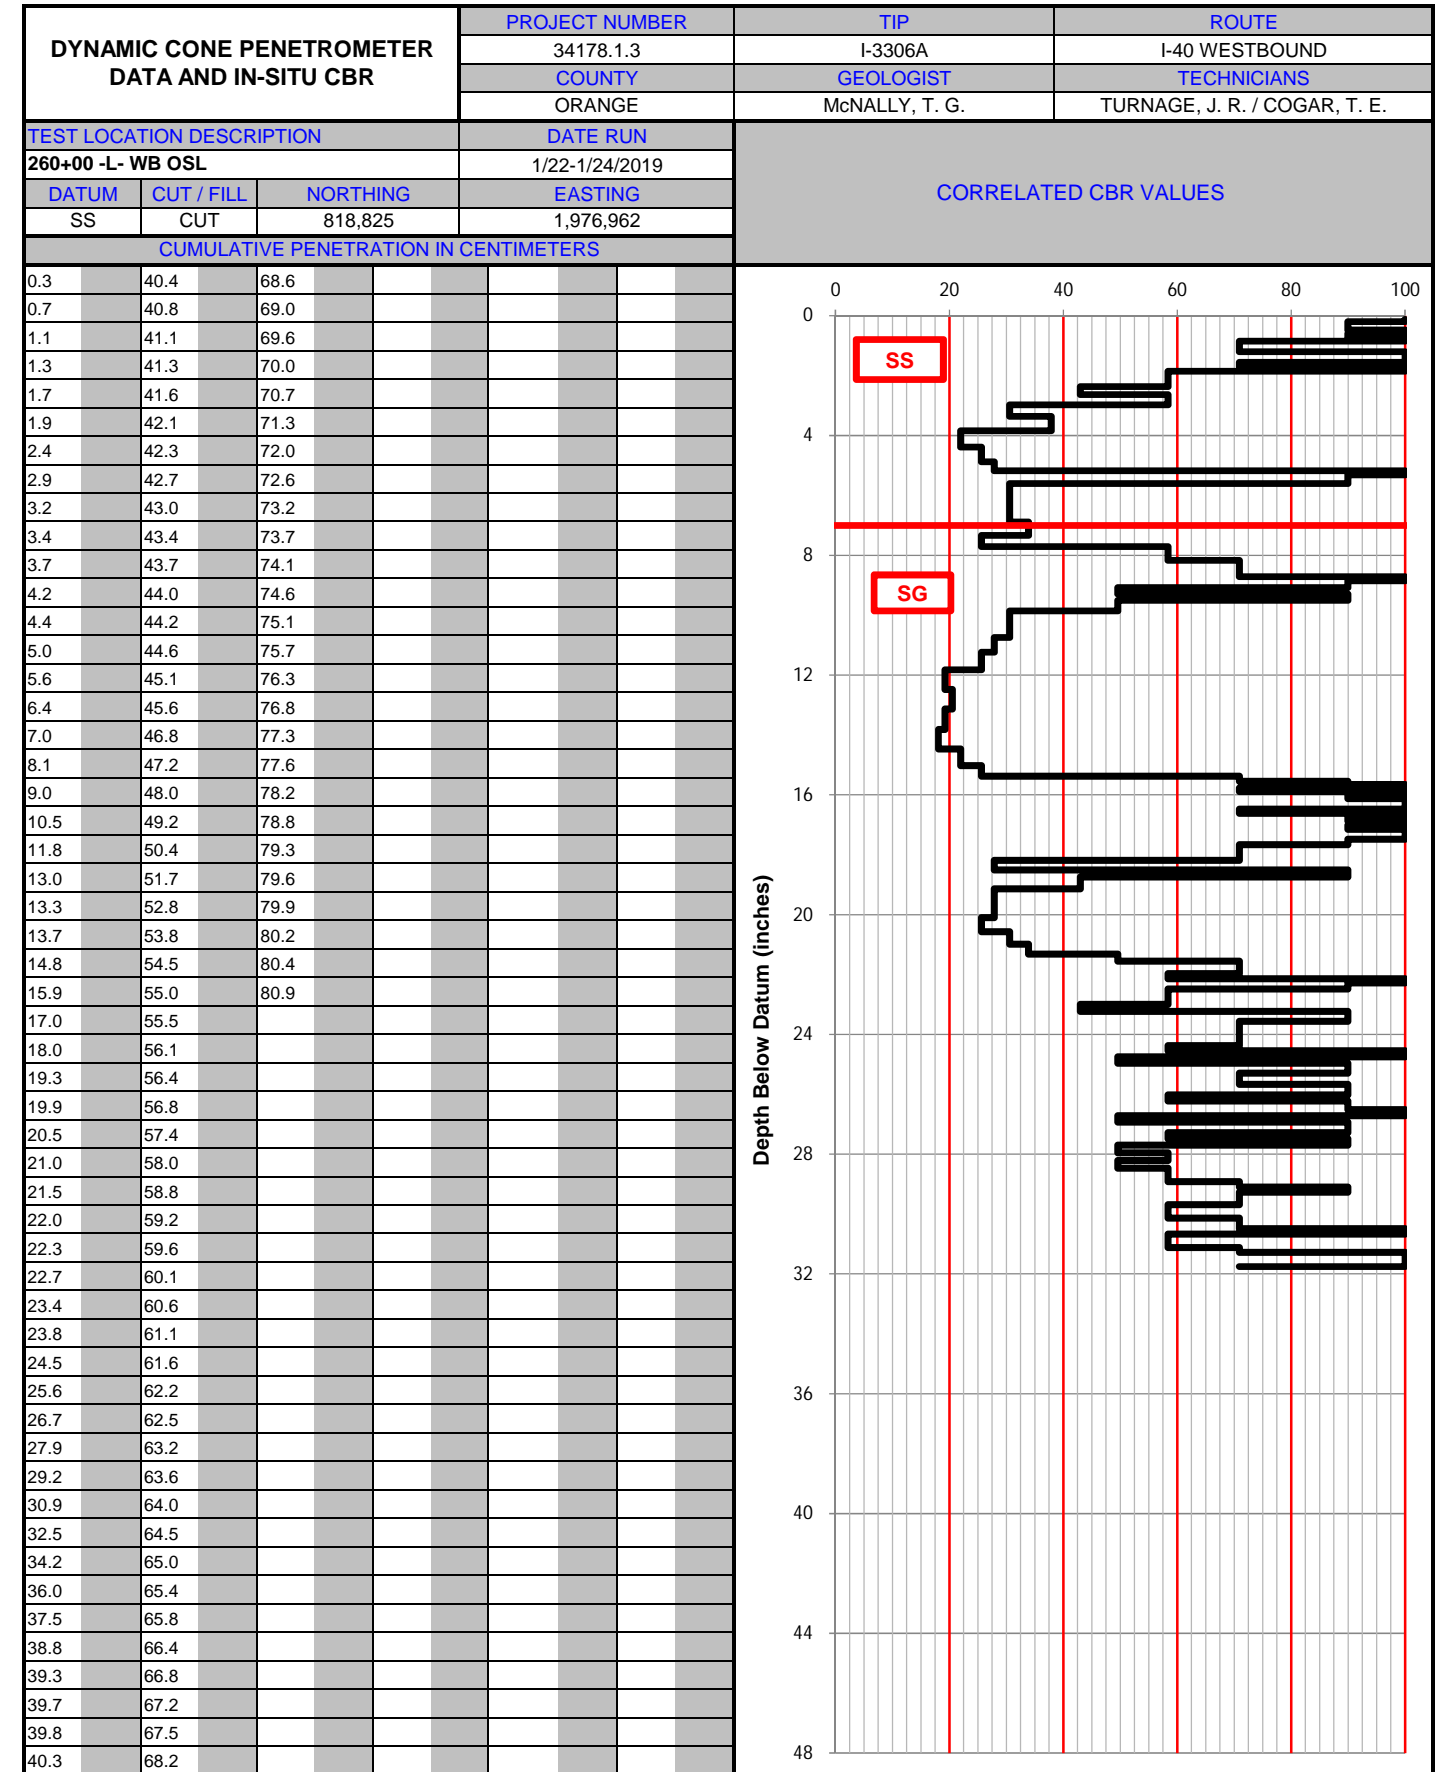 DYNAMIC CONE PENETROMETER
DATA AND IN-SITU CBR
PROJECT NUMBER TIP ROUTE
34178.1.3 I-3306A I-40 WESTBOUND
COUNTY GEOLOGIST TECHNICIANS
ORANGE McNALLY, T. G. TURNAGE, J. R. / COGAR, T. E.
TEST LOCATION DESCRIPTION DATE RUN
260+00 -L- WB OSL 1/22-1/24/2019
DATUM CUT / FILL NORTHING EASTING
SS CUT 818,825 1,976,962
CUMULATIVE PENETRATION IN CENTIMETERS
0.3 40.4 68.6
0.7 40.8 69.0
1.1 41.1 69.6
1.3 41.3 70.0
1.7 41.6 70.7
1.9 42.1 71.3
2.4 42.3 72.0
2.9 42.7 72.6
3.2 43.0 73.2
3.4 43.4 73.7
3.7 43.7 74.1
4.2 44.0 74.6
4.4 44.2 75.1
5.0 44.6 75.7
5.6 45.1 76.3
6.4 45.6 76.8
7.0 46.8 77.3
8.1 47.2 77.6
9.0 48.0 78.2
10.5 49.2 78.8
11.8 50.4 79.3
13.0 51.7 79.6
13.3 52.8 79.9
13.7 53.8 80.2
14.8 54.5 80.4
15.9 55.0 80.9
17.0 55.5
18.0 56.1
19.3 56.4
19.9 56.8
20.5 57.4
21.0 58.0
21.5 58.8
22.0 59.2
22.3 59.6
22.7 60.1
23.4 60.6
23.8 61.1
24.5 61.6
25.6 62.2
26.7 62.5
27.9 63.2
29.2 63.6
30.9 64.0
32.5 64.5
34.2 65.0
36.0 65.4
37.5 65.8
38.8 66.4
39.3 66.8
39.7 67.2
39.8 67.5
40.3 68.2
CORRELATED CBR VALUES
0 20 40 60 80 100
0
SS
4
8
SG
12
16
20
24
28
32
36
40
44
48
Depth Below Datum (inches)